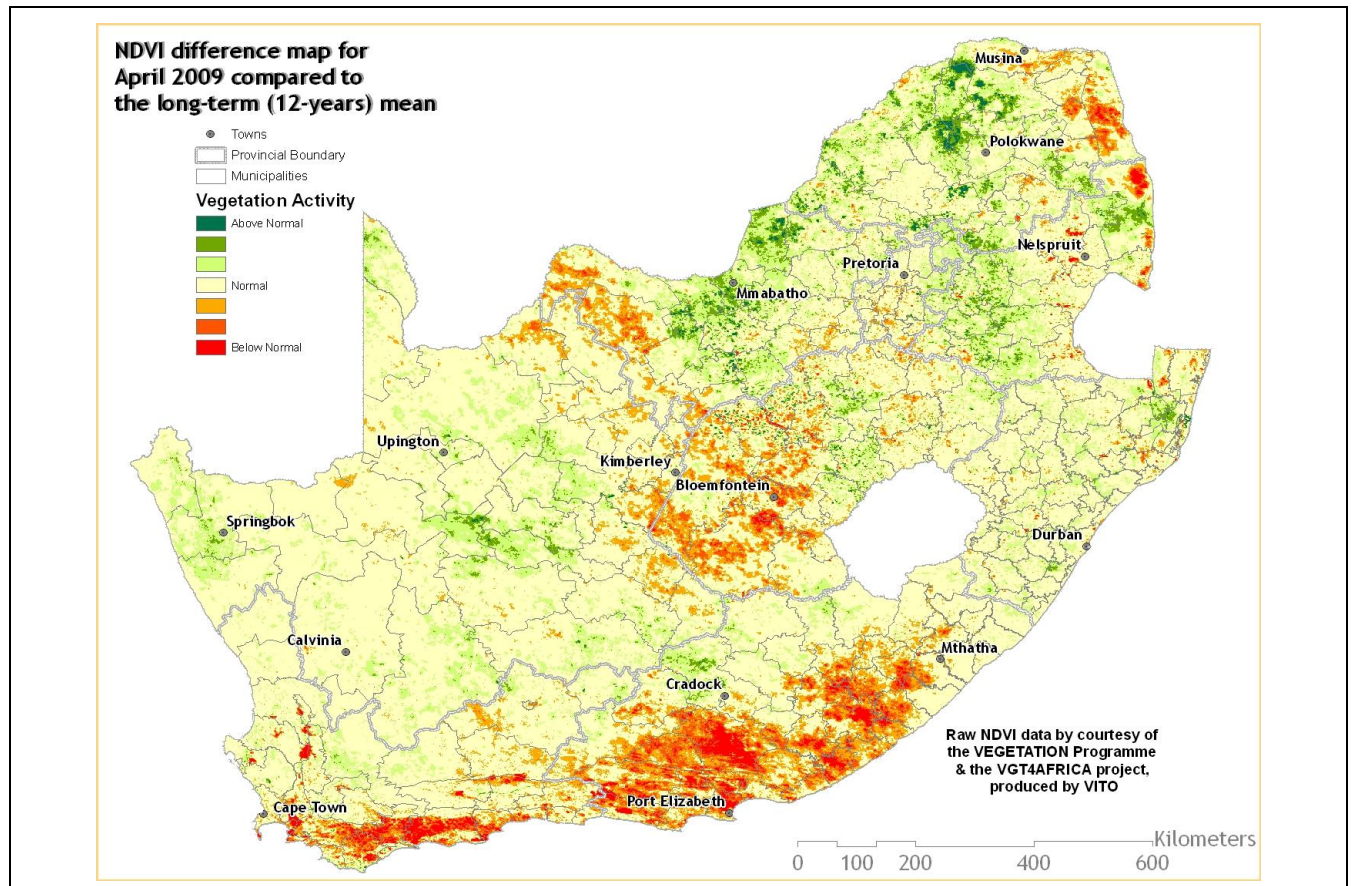 NDVI difference map for
April 2009 compared to
the long-term (12-years) mean
Towns
Provincial Boundary
Municipalities
Vegetation Activity
Above Normal
Normal
Below Normal
Musina
Polokwane
Nelspruit
Pretoria
Mmabatho
Upington
Kimberley
Bloemfontein
Springbok
Durban
Calvinia
Mthatha
Cradock
Port Elizabeth
Cape Town
Raw NDVI data by courtesy of
the VEGETATION Programme
& the VGT4AFRICA project,
produced by VITO
Kilometers
0 100 200 400 600